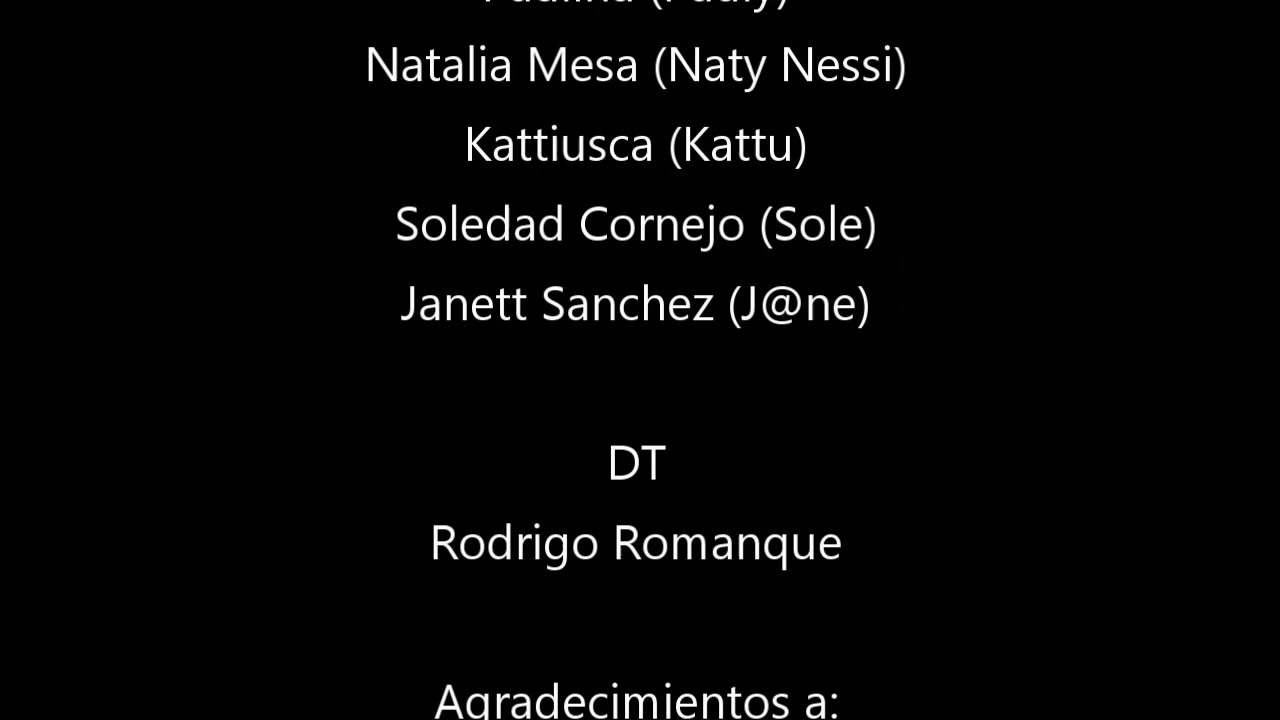 Natalia Mesa (Naty Nessi)
Kattiusca (Kattu)
Soledad Cornejo (Sole)
Janett Sanchez (J@ne)
DT
Rodrigo Romanque
Agradecimientos a: